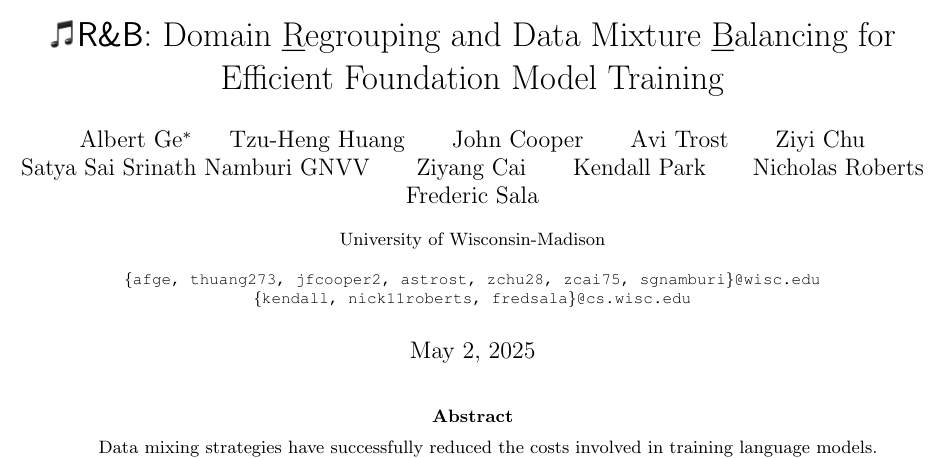 🎵R&B: Domain Regrouping and Data Mixture Balancing for
Efficient Foundation Model Training
Albert Ge* Tzu-Heng Huang John Cooper Avi Trost Ziyi Chu
Satya Sai Srinath Namburi GNVV Ziyang Cai Kendall Park Nicholas Roberts
Frederic Sala
University of Wisconsin-Madison
{afge, thuang273, jfcooper2, astrost, zchu28, zcai75, sgnamburi}@wisc.edu
{kendall, nick11roberts, fredsala}@cs.wisc.edu
May 2, 2025
Abstract
Data mixing strategies have successfully reduced the costs involved in training language models.